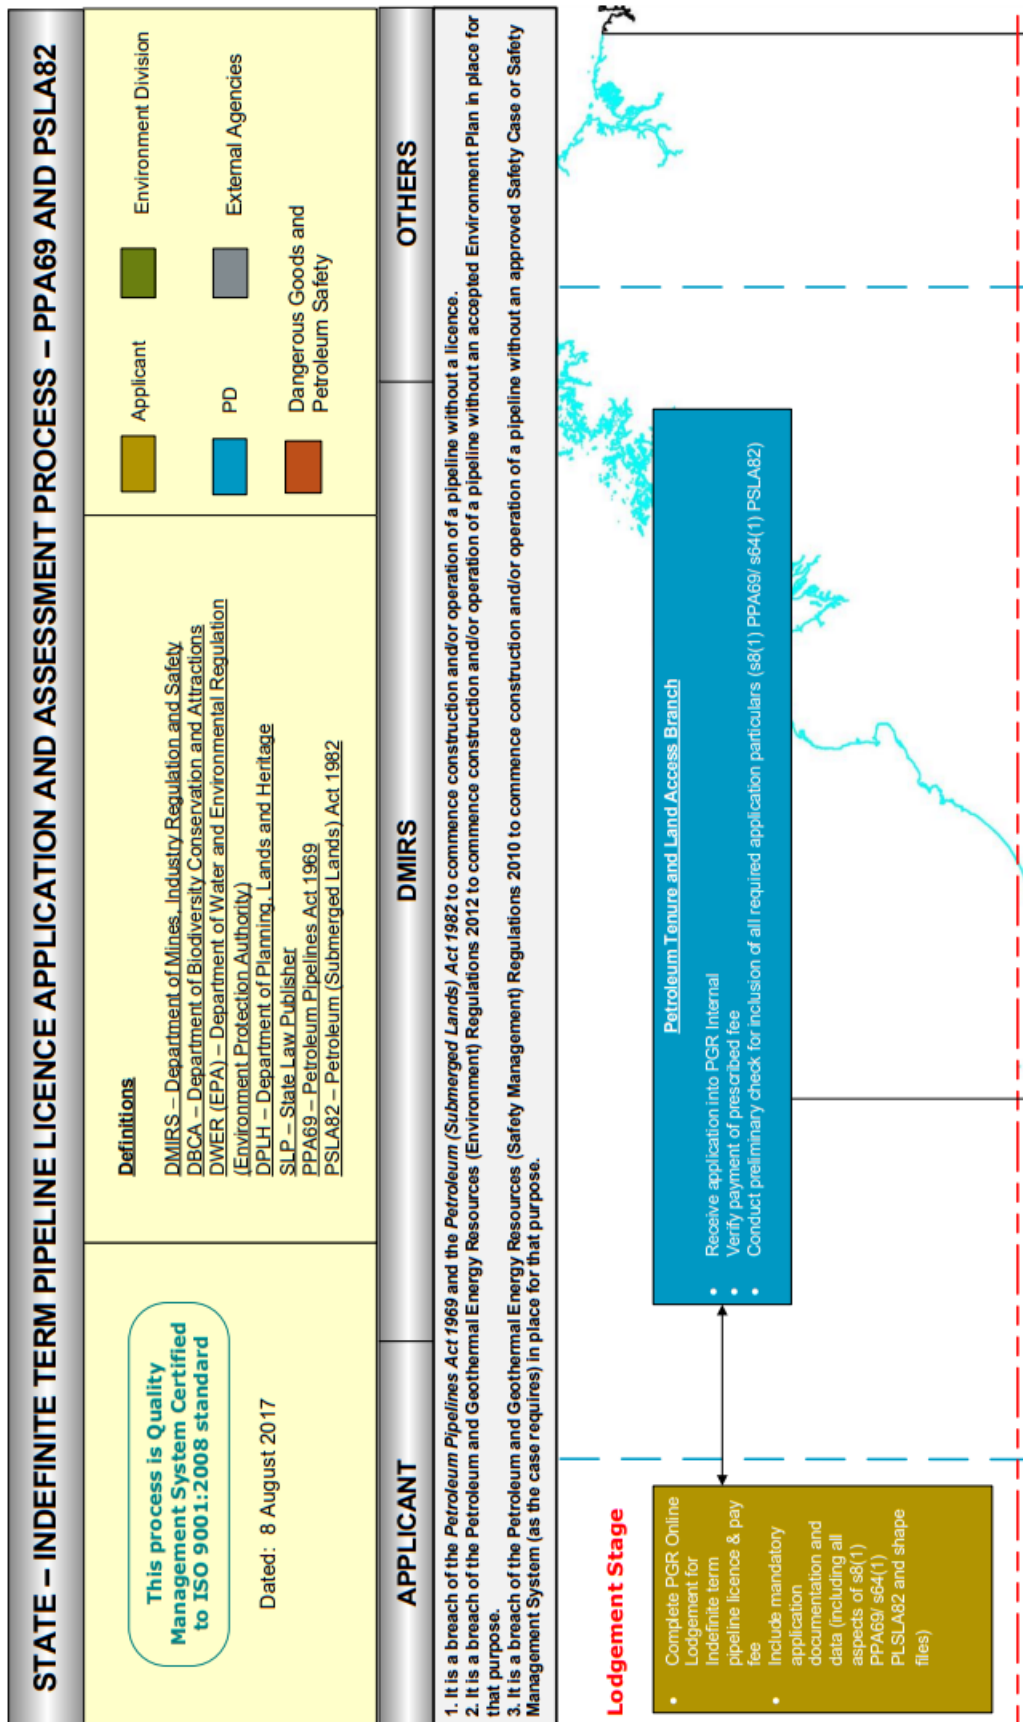 STATE – INDEFINITE TERM PIPELINE LICENCE APPLICATION AND ASSESSMENT PROCESS – PPA69 AND PSLA82
This process is Quality
Management System Certified
to ISO 9001:2008 standard
Dated: 8 August 2017
Definitions
DMIRS – Department of Mines, Industry Regulation and Safety
DBCA – Department of Biodiversity Conservation and Attractions
DWER (EPA) – Department of Water and Environmental Regulation
(Environment Protection Authority)
DPLH – Department of Planning, Lands and Heritage
SLP – State Law Publisher
PPA69 – Petroleum Pipelines Act 1969
PSLA82 – Petroleum (Submerged Lands) Act 1982
Applicant
Environment Division
PD
External Agencies
Dangerous Goods and
Petroleum Safety
APPLICANT
DMIRS
OTHERS
1. It is a breach of the Petroleum Pipelines Act 1969 and the Petroleum (Submerged Lands) Act 1982 to commence construction and/or operation of a pipeline without a licence.
2. It is a breach of the Petroleum and Geothermal Energy Resources (Environment) Regulations 2012 to commence construction and/or operation of a pipeline without an accepted Environment Plan in place for
that purpose.
3. It is a breach of the Petroleum and Geothermal Energy Resources (Safety Management) Regulations 2010 to commence construction and/or operation of a pipeline without an approved Safety Case or Safety
Management System (as the case requires) in place for that purpose.
Lodgement Stage
• Complete PGR Online
Lodgement for
Indefinite term
pipeline licence & pay
fee
• Include mandatory
application
documentation and
data (including all
aspects of s8(1)
PPA69/ s64(1)
PLSLA82 and shape
files)
Petroleum Tenure and Land Access Branch
• Receive application into PGR Internal
• Verify payment of prescribed fee
• Conduct preliminary check for inclusion of all required application particulars (s8(1) PPA69/ s64(1) PSLA82)